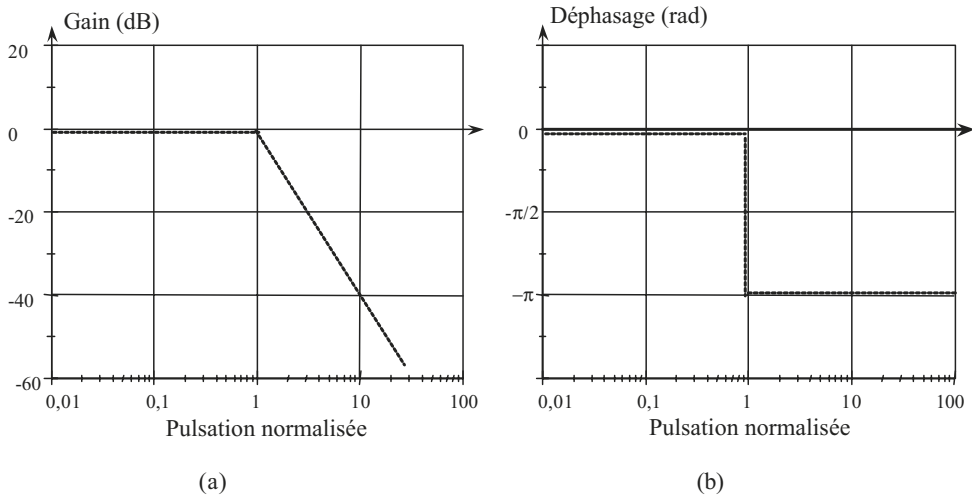 Gain (dB)
20
0
-20
-40
-60
0,01 0,1 1 10 100
Pulsation normalisée
(a)
Déphasage (rad)
0
-π/2
−π
0,01 0,1 1 10 100
Pulsation normalisée
(b)